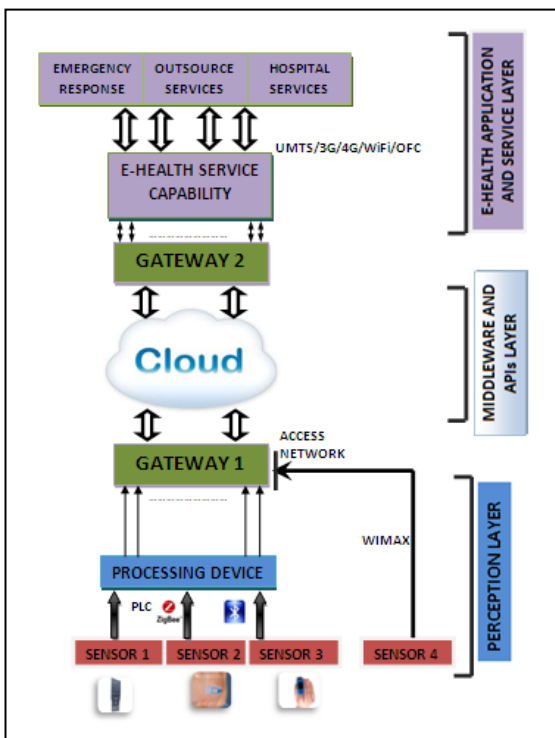 EMERGENCY
RESPONSE
OUTSOURCE
SERVICES
HOSPITAL
SERVICES
UMTS/3G/4G/WiFi/OFC
E-HEALTH SERVICE
CAPABILITY
GATEWAY 2
Cloud
ACCESS
NETWORK
GATEWAY 1
WIMAX
PROCESSING DEVICE
PLC
ZigBee
SENSOR 1
SENSOR 2
SENSOR 3
SENSOR 4
E-HEALTH APPLICATION
AND SERVICE LAYER
MIDDLEWARE AND
APIs LAYER
PERCEPTION LAYER